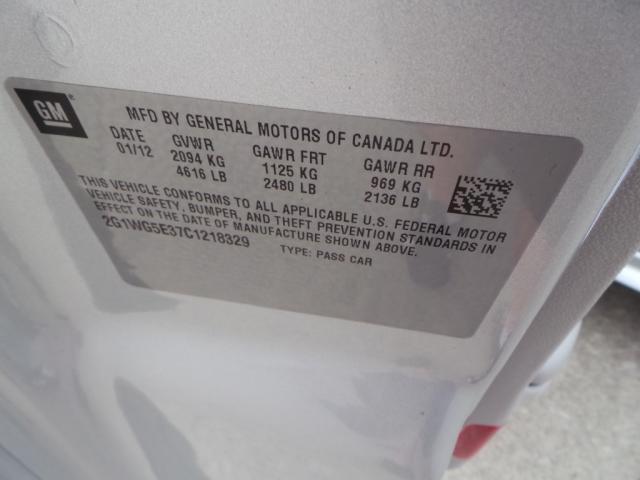 GM ®
MFD BY GENERAL MOTORS OF CANADA LTD.
DATE GVWR GAWR FRT GAWR RR
01/12 2094 KG 1125 KG 969 KG
4616 LB 2480 LB 2136 LB
THIS VEHICLE CONFORMS TO ALL APPLICABLE U.S. FEDERAL MOTOR
VEHICLE SAFETY, BUMPER, AND THEFT PREVENTION STANDARDS IN
EFFECT ON THE DATE OF MANUFACTURE SHOWN ABOVE.
2G1WG5E37C1218329 TYPE: PASS CAR